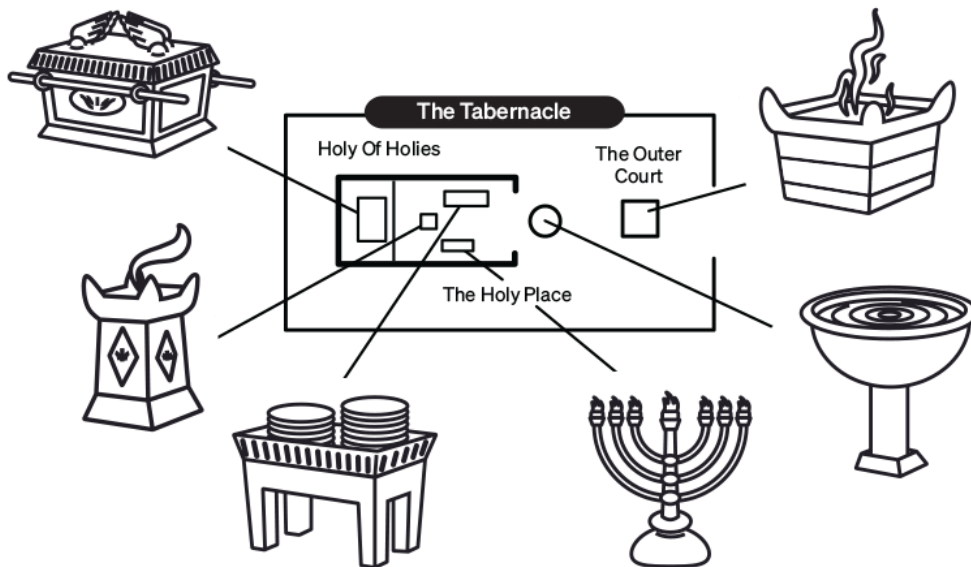 The Tabernacle
Holy Of Holies
The Outer
Court
The Holy Place